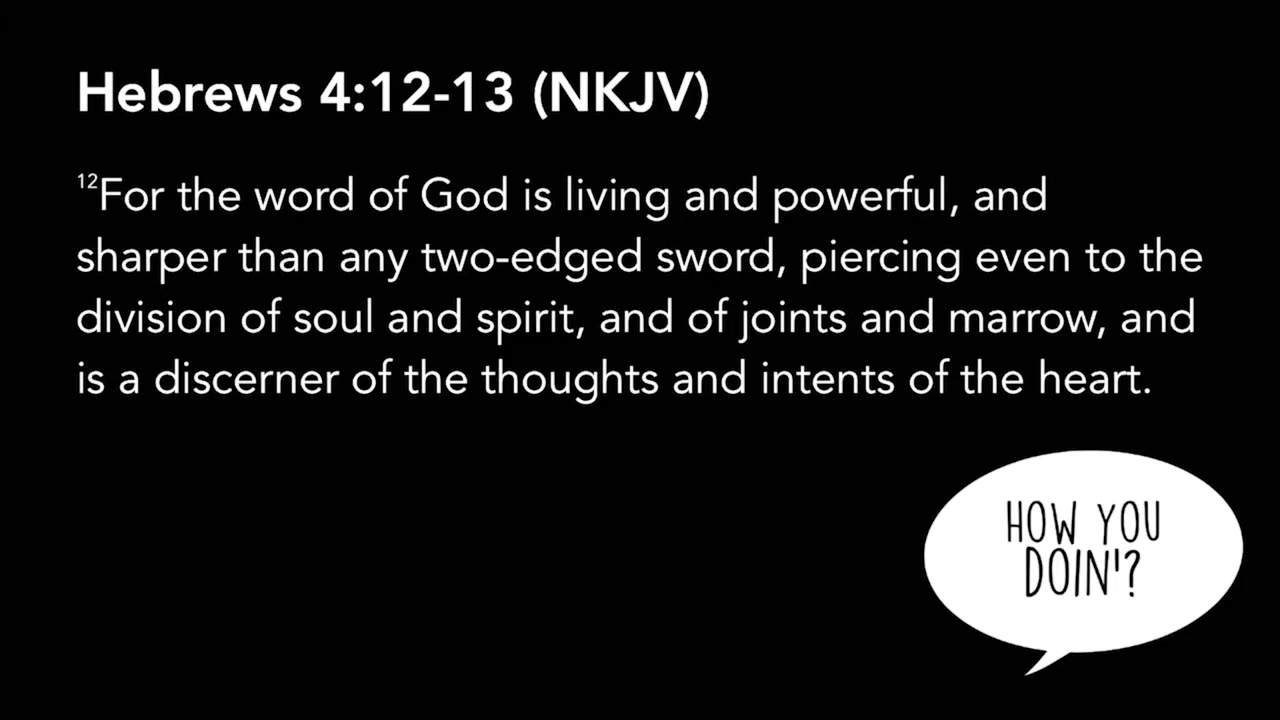 Hebrews 4:12-13 (NKJV)
12For the word of God is living and powerful, and
sharper than any two-edged sword, piercing even to the
division of soul and spirit, and of joints and marrow, and
is a discerner of the thoughts and intents of the heart.
HOW YOU
DOIN'?